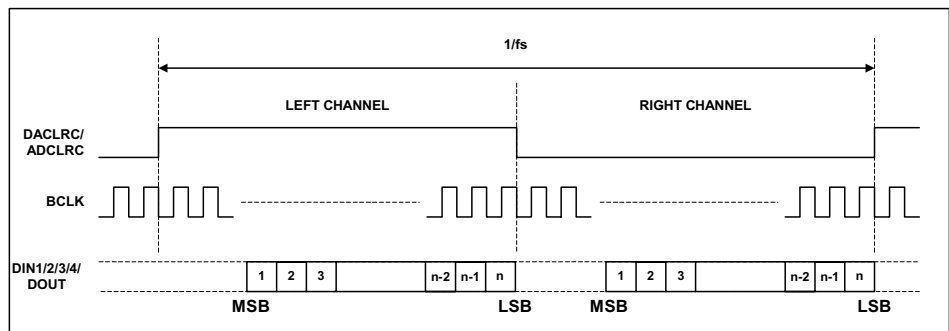 1/fs
LEFT CHANNEL
RIGHT CHANNEL
DACLRC/
ADCLRC
BCLK
DIN1/2/3/4/
DOUT
1 2 3 n-2 n-1 n 1 2 3 n-2 n-1 n
MSB LSB MSB LSB